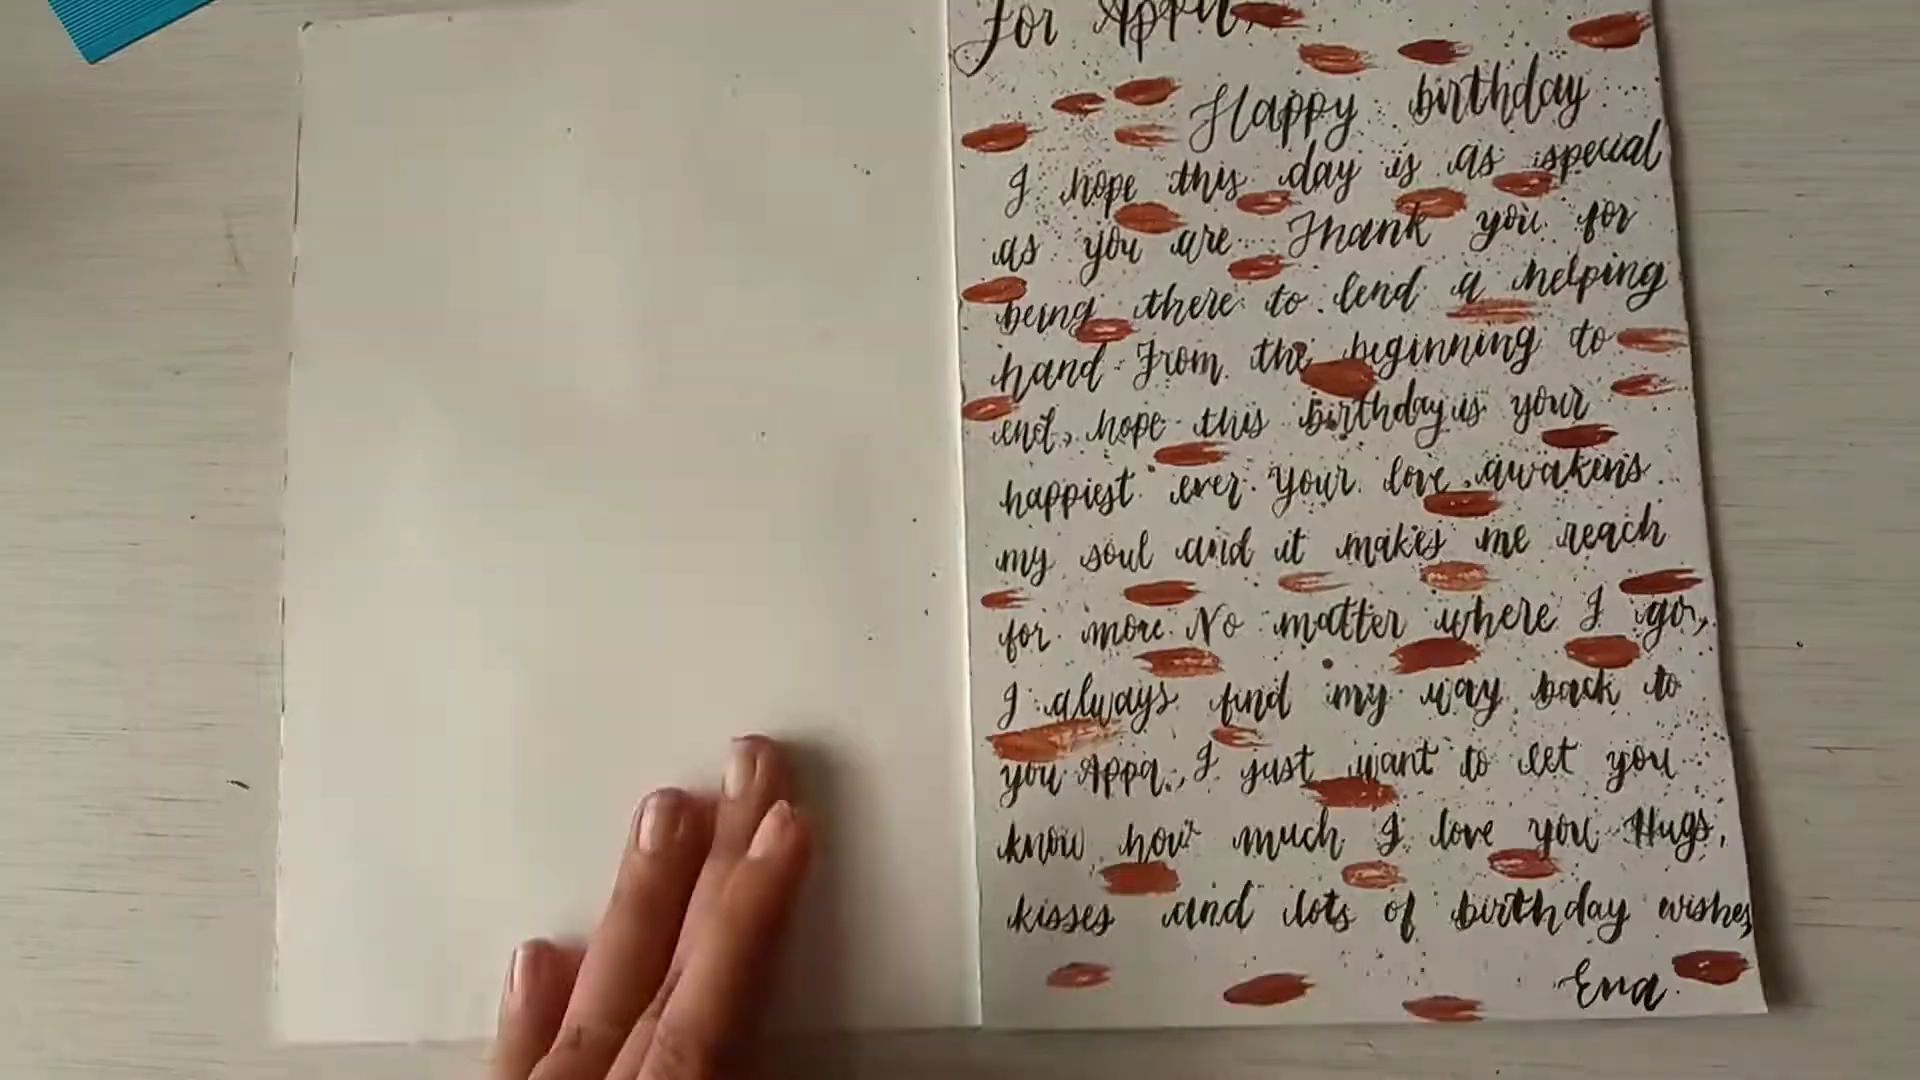 For Appa,
Happy birthday
I hope this day is as special
as you are. Thank you for
being there to lend a helping
hand. From the beginning to
end, hope this birthday is your
happiest ever. Your love awakens
my soul and it makes me reach
for more. No matter where I go,
I always find my way back to
you Appa, I just want to let you
know how much I love you Hugs,
kisses and lots of birthday wishes,
Ena